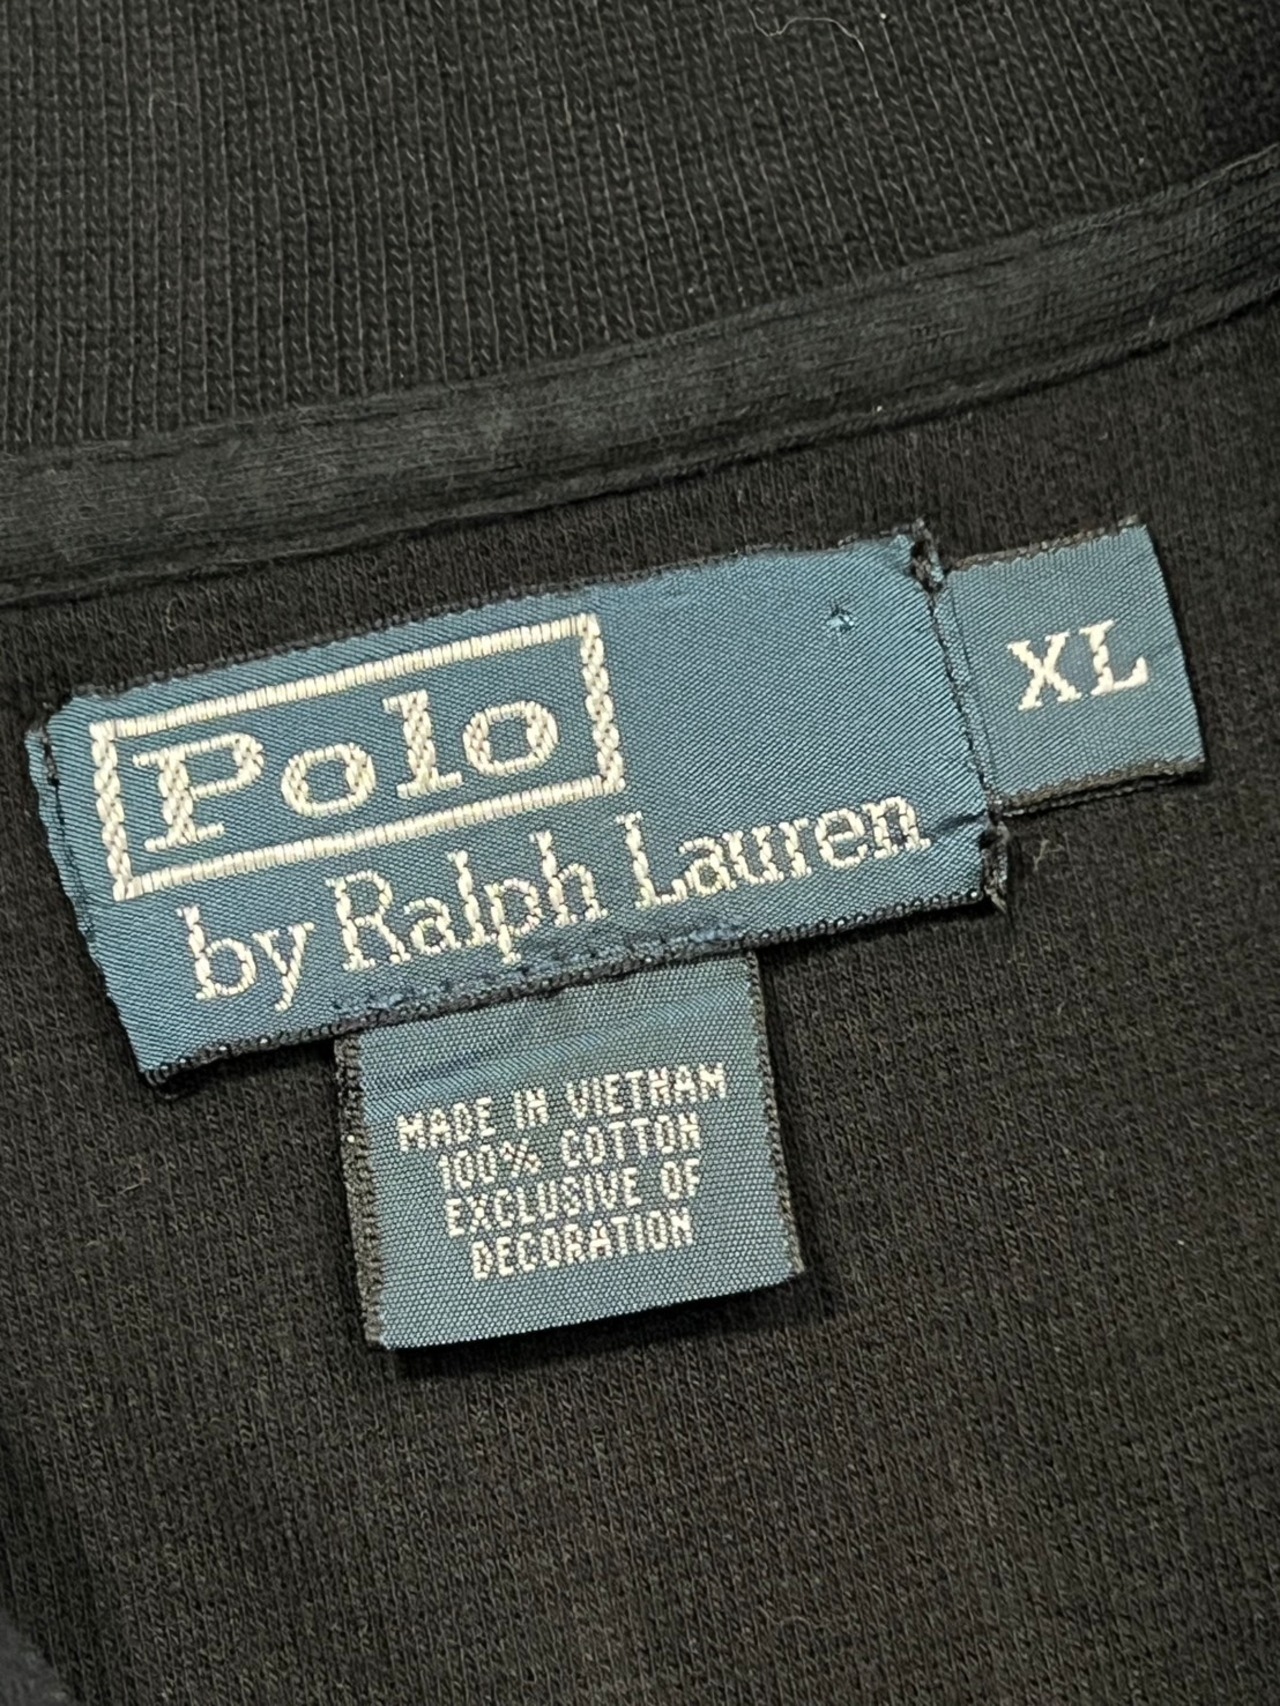 Polo
by Ralph Lauren
XL
MADE IN VIETNAM
100% COTTON
EXCLUSIVE OF
DECORATION